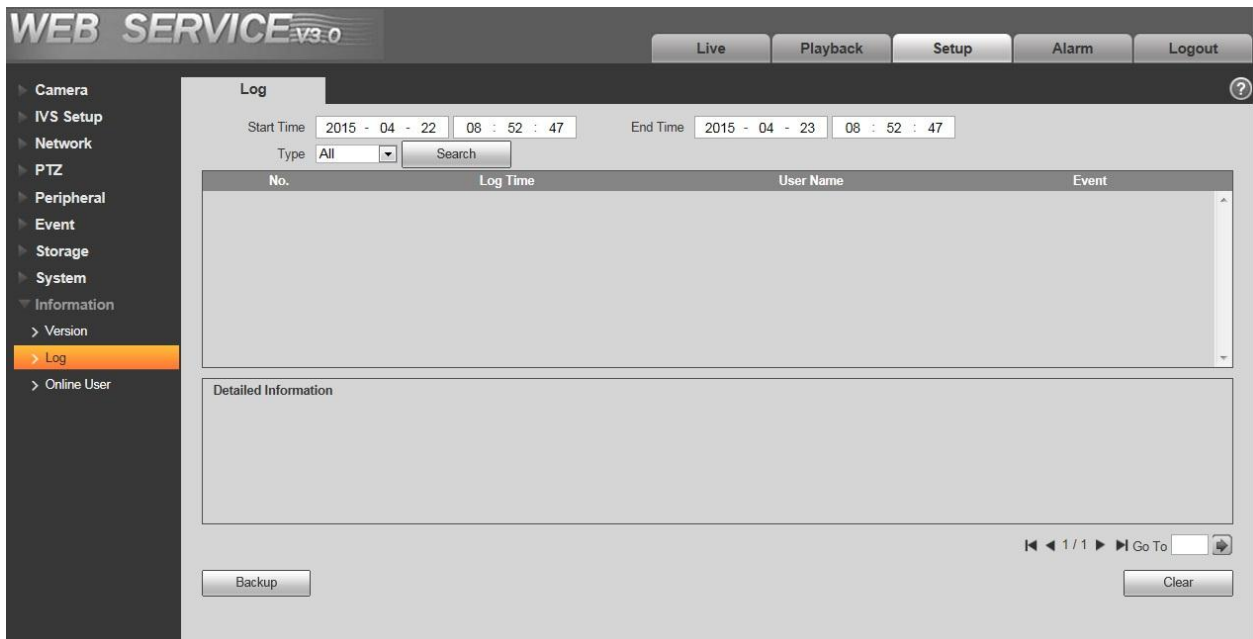 WEB SERVICE V3.0
Live Playback Setup Alarm Logout
Camera
IVS Setup
Network
PTZ
Peripheral
Event
Storage
System
Information
> Version
> Log
> Online User
Log
?
Start Time 2015 - 04 - 22 08 : 52 : 47 End Time 2015 - 04 - 23 08 : 52 : 47
Type All Search
No. Log Time User Name Event
Detailed Information
1 / 1 Go To
Backup Clear